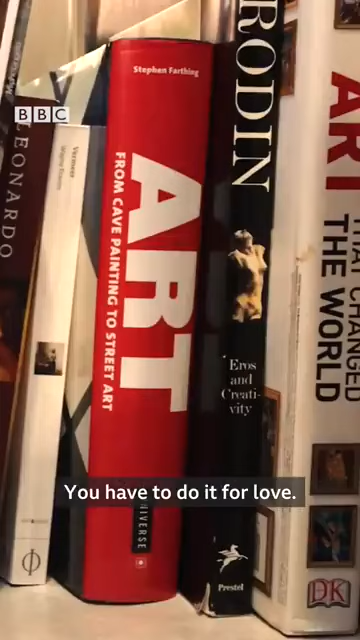 BBC
LEONARDO
Vermeer
Stephen Farthing
ART
FROM CAVE PAINTING TO STREET ART
RODIN
Eros
and
Creati-
vity
Prestel
ART
THAT CHANGED
THE WORLD
DK
You have to do it for love.